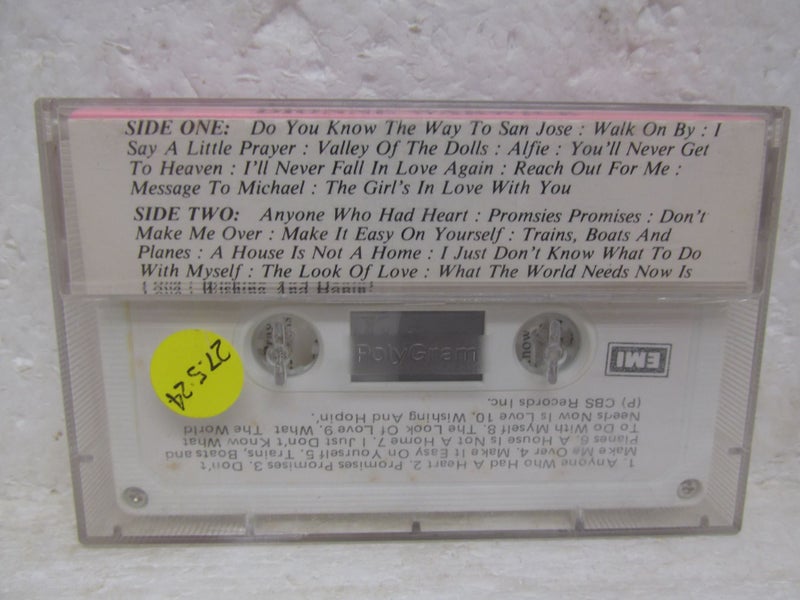 SIDE ONE: Do You Know The Way To San Jose : Walk On By : I
Say A Little Prayer : Valley Of The Dolls : Alfie : You'll Never Get
To Heaven : I'll Never Fall In Love Again : Reach Out For Me :
Message To Michael : The Girl's In Love With You
SIDE TWO: Anyone Who Had Heart : Promsies Promises : Don't
Make Me Over : Make It Easy On Yourself : Trains, Boats And
Planes : A House Is Not A Home : I Just Don't Know What To Do
With Myself : The Look Of Love : What The World Needs Now Is
Love : Wishing And Hopin'
27.5.24
PolyGram
now
EMI
1. Anyone Who Had A Heart 2. Promises Promises 3. Don't
Make Me Over 4. Make It Easy On Yourself 5. Trains, Boats and
Planes 6. A House Is Not A Home 7. I Just Don't Know What
To Do With Myself 8. The Look Of Love 9. What The World
Needs Now Is Love 10. Wishing And Hopin'.
(P) CBS Records Inc.